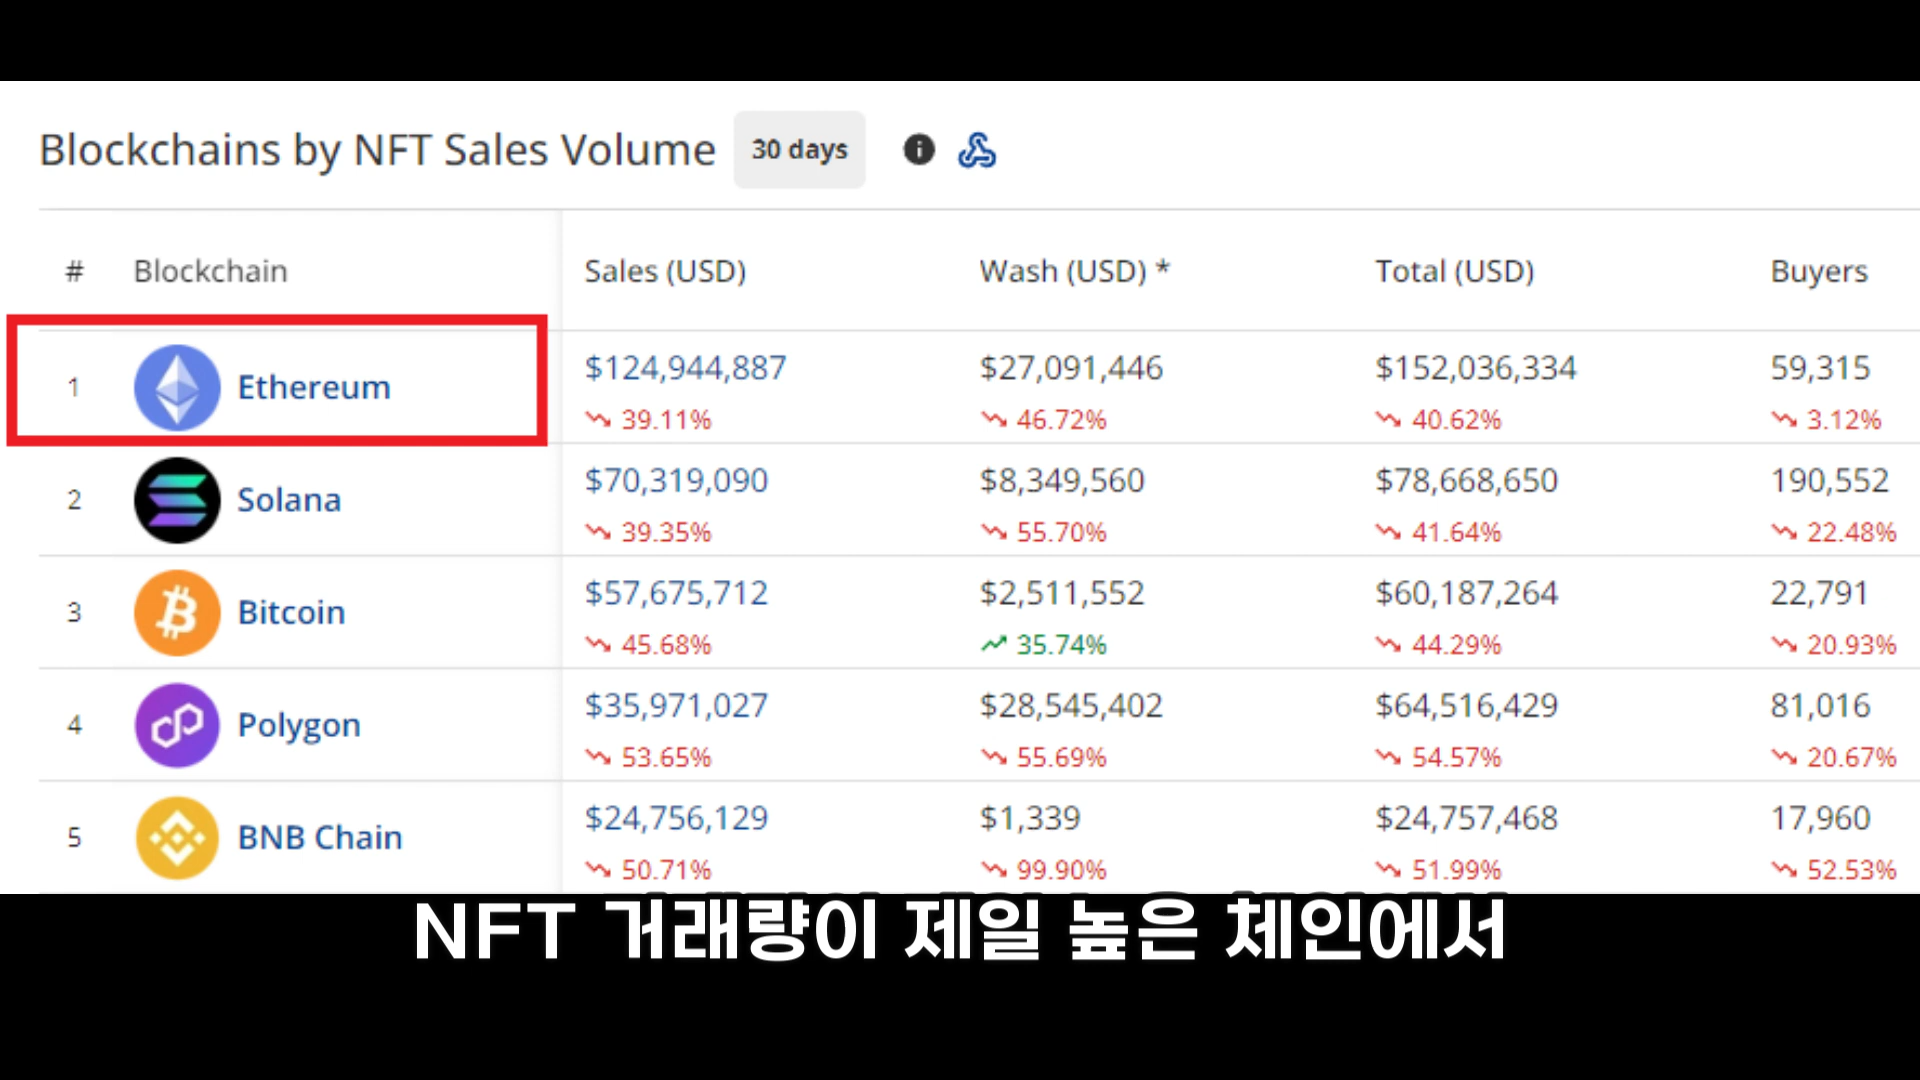 Blockchains by NFT Sales Volume 30 days
# Blockchain Sales (USD) Wash (USD) * Total (USD) Buyers
1 Ethereum $124,944,887 $27,091,446 $152,036,334 59,315
39.11% 46.72% 40.62% 3.12%
2 Solana $70,319,090 $8,349,560 $78,668,650 190,552
39.35% 55.70% 41.64% 22.48%
3 Bitcoin $57,675,712 $2,511,552 $60,187,264 22,791
45.68% 35.74% 44.29% 20.93%
4 Polygon $35,971,027 $28,545,402 $64,516,429 81,016
53.65% 55.69% 54.57% 20.67%
5 BNB Chain $24,756,129 $1,339 $24,757,468 17,960
50.71% 99.90% 51.99% 52.53%
NFT 거래량이 제일 높은 체인에서